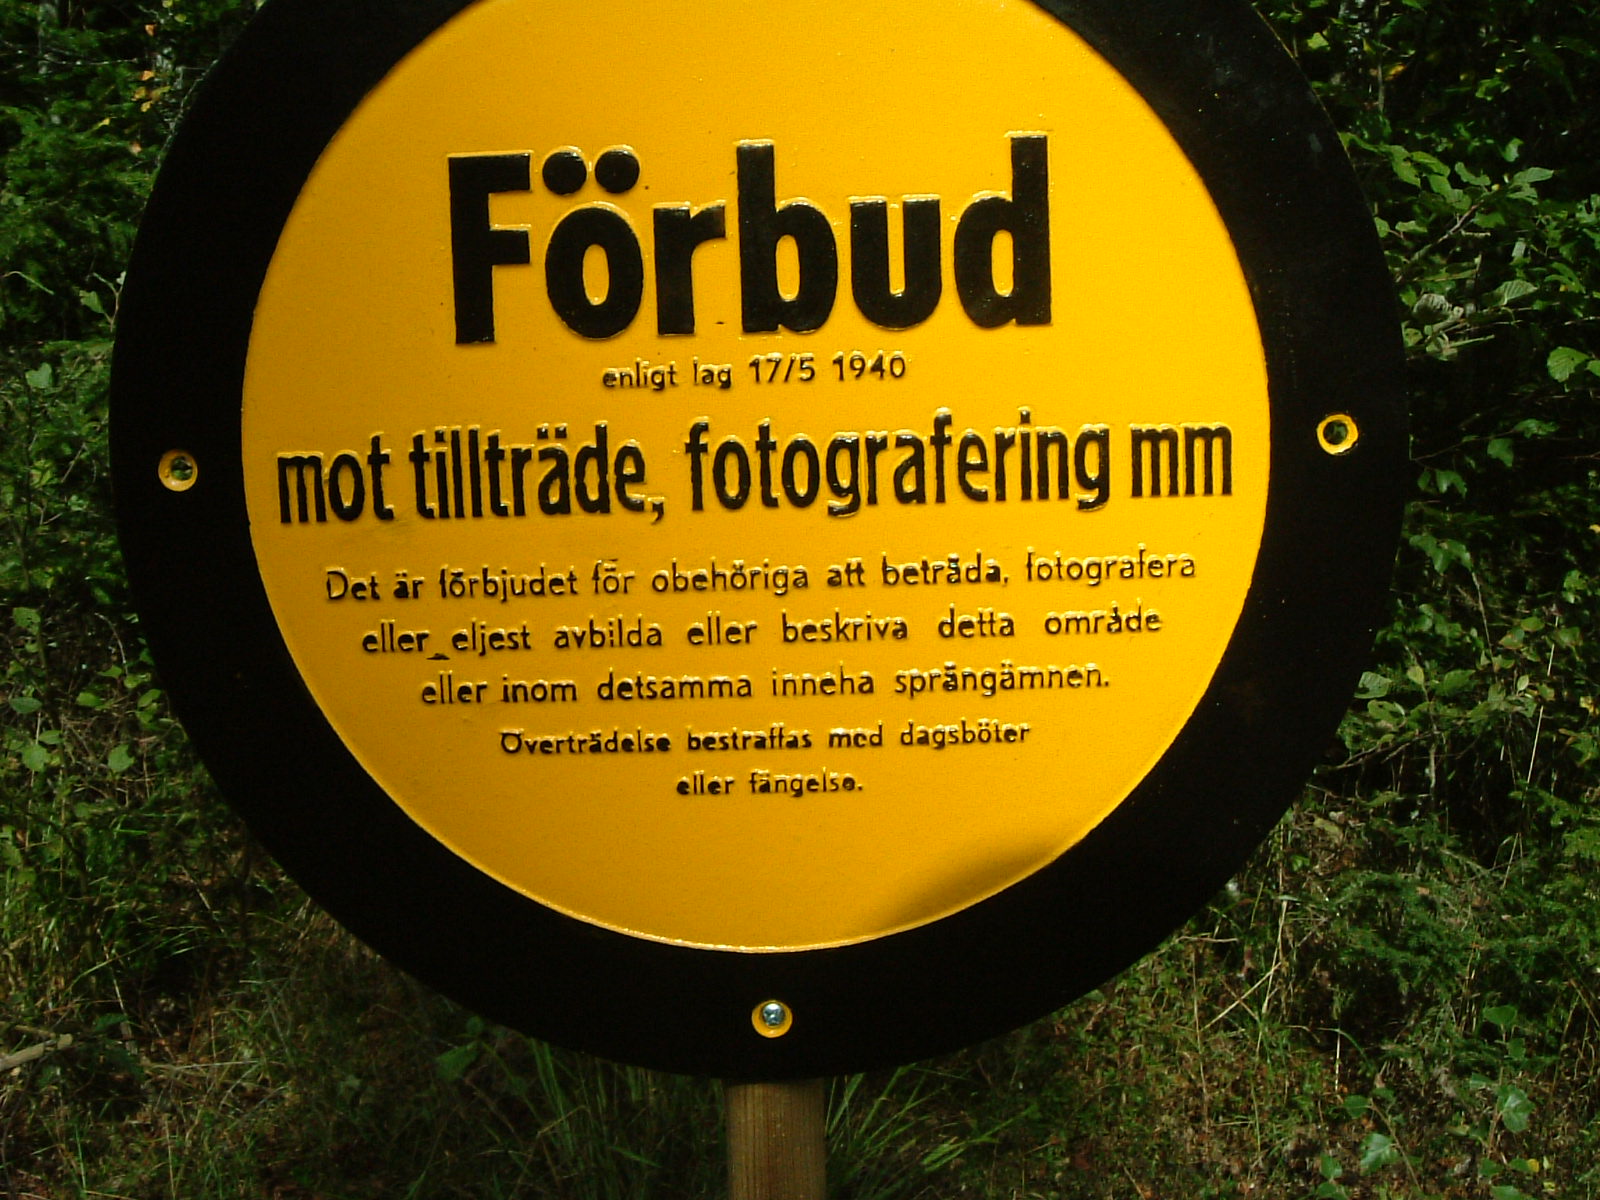 Förbud
enligt lag 17/5 1940
mot tillträde, fotografering mm
Det är förbjudet för obehöriga att beträda, fotografera
eller eljest avbilda eller beskriva detta område
eller inom detsamma inneha sprängämnen.
Överträdelse bestraffas med dagsböter
eller fängelse.